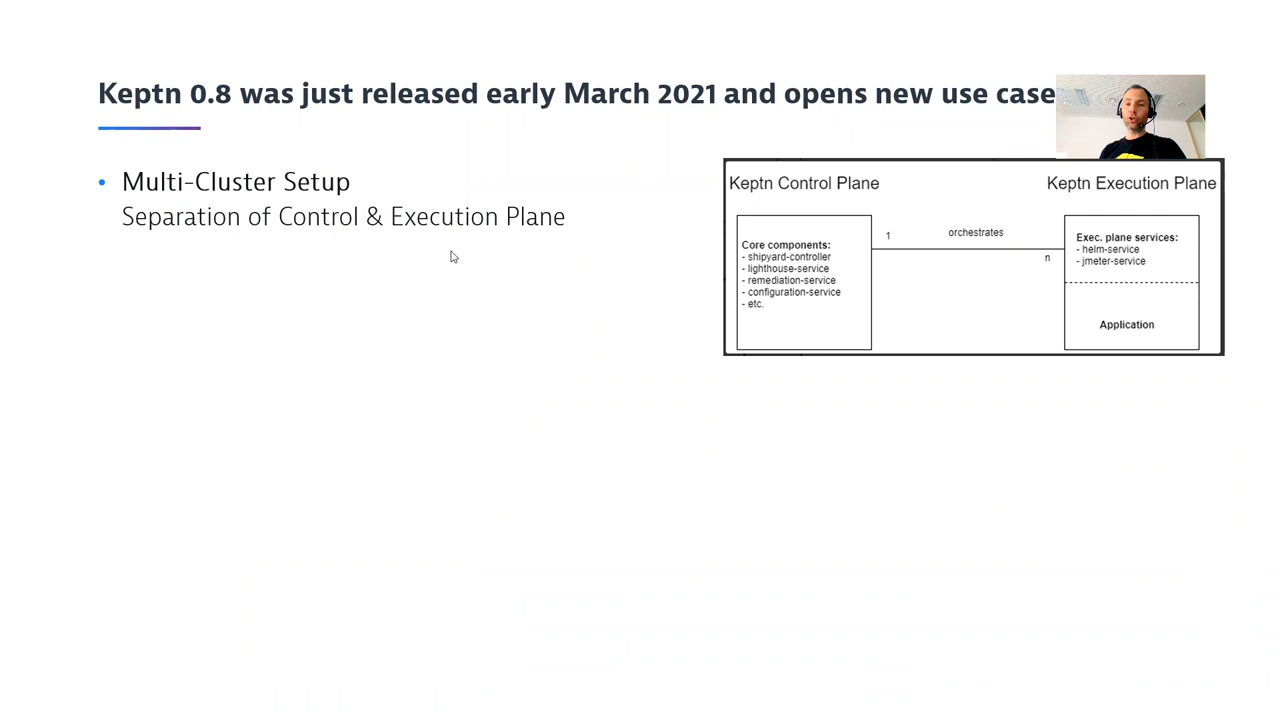 Keptn 0.8 was just released early March 2021 and opens new use case
• Multi-Cluster Setup
Separation of Control & Execution Plane
Keptn Control Plane
Keptn Execution Plane
Core components:
- shipyard-controller
- lighthouse-service
- remediation-service
- configuration-service
- etc.
1
orchestrates
n
Exec. plane services:
- helm-service
- jmeter-service
Application